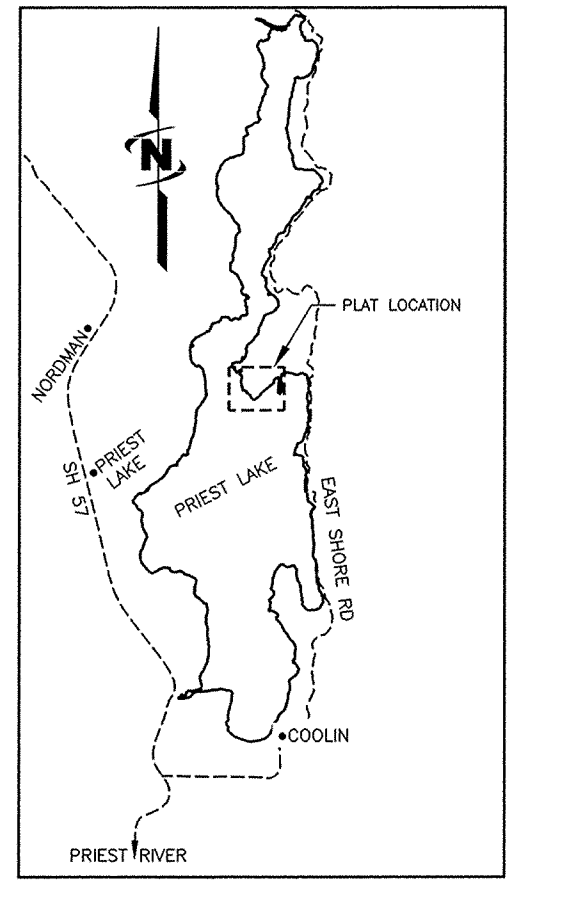 N
PLAT LOCATION
NORDMAN
PRIEST
LAKE
SH 57
PRIEST LAKE
EAST SHORE RD
COOLIN
PRIEST RIVER